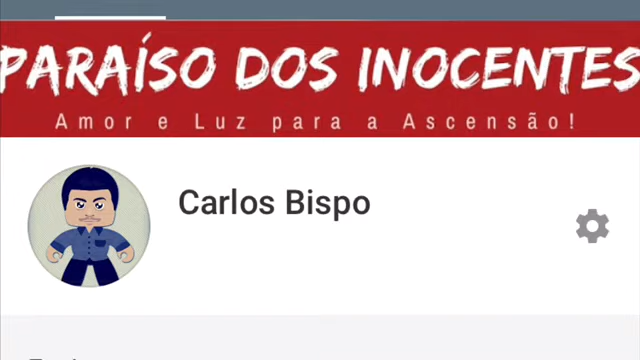 PARAÍSO DOS INOCENTES
Amor e Luz para a Ascensão!
Carlos Bispo